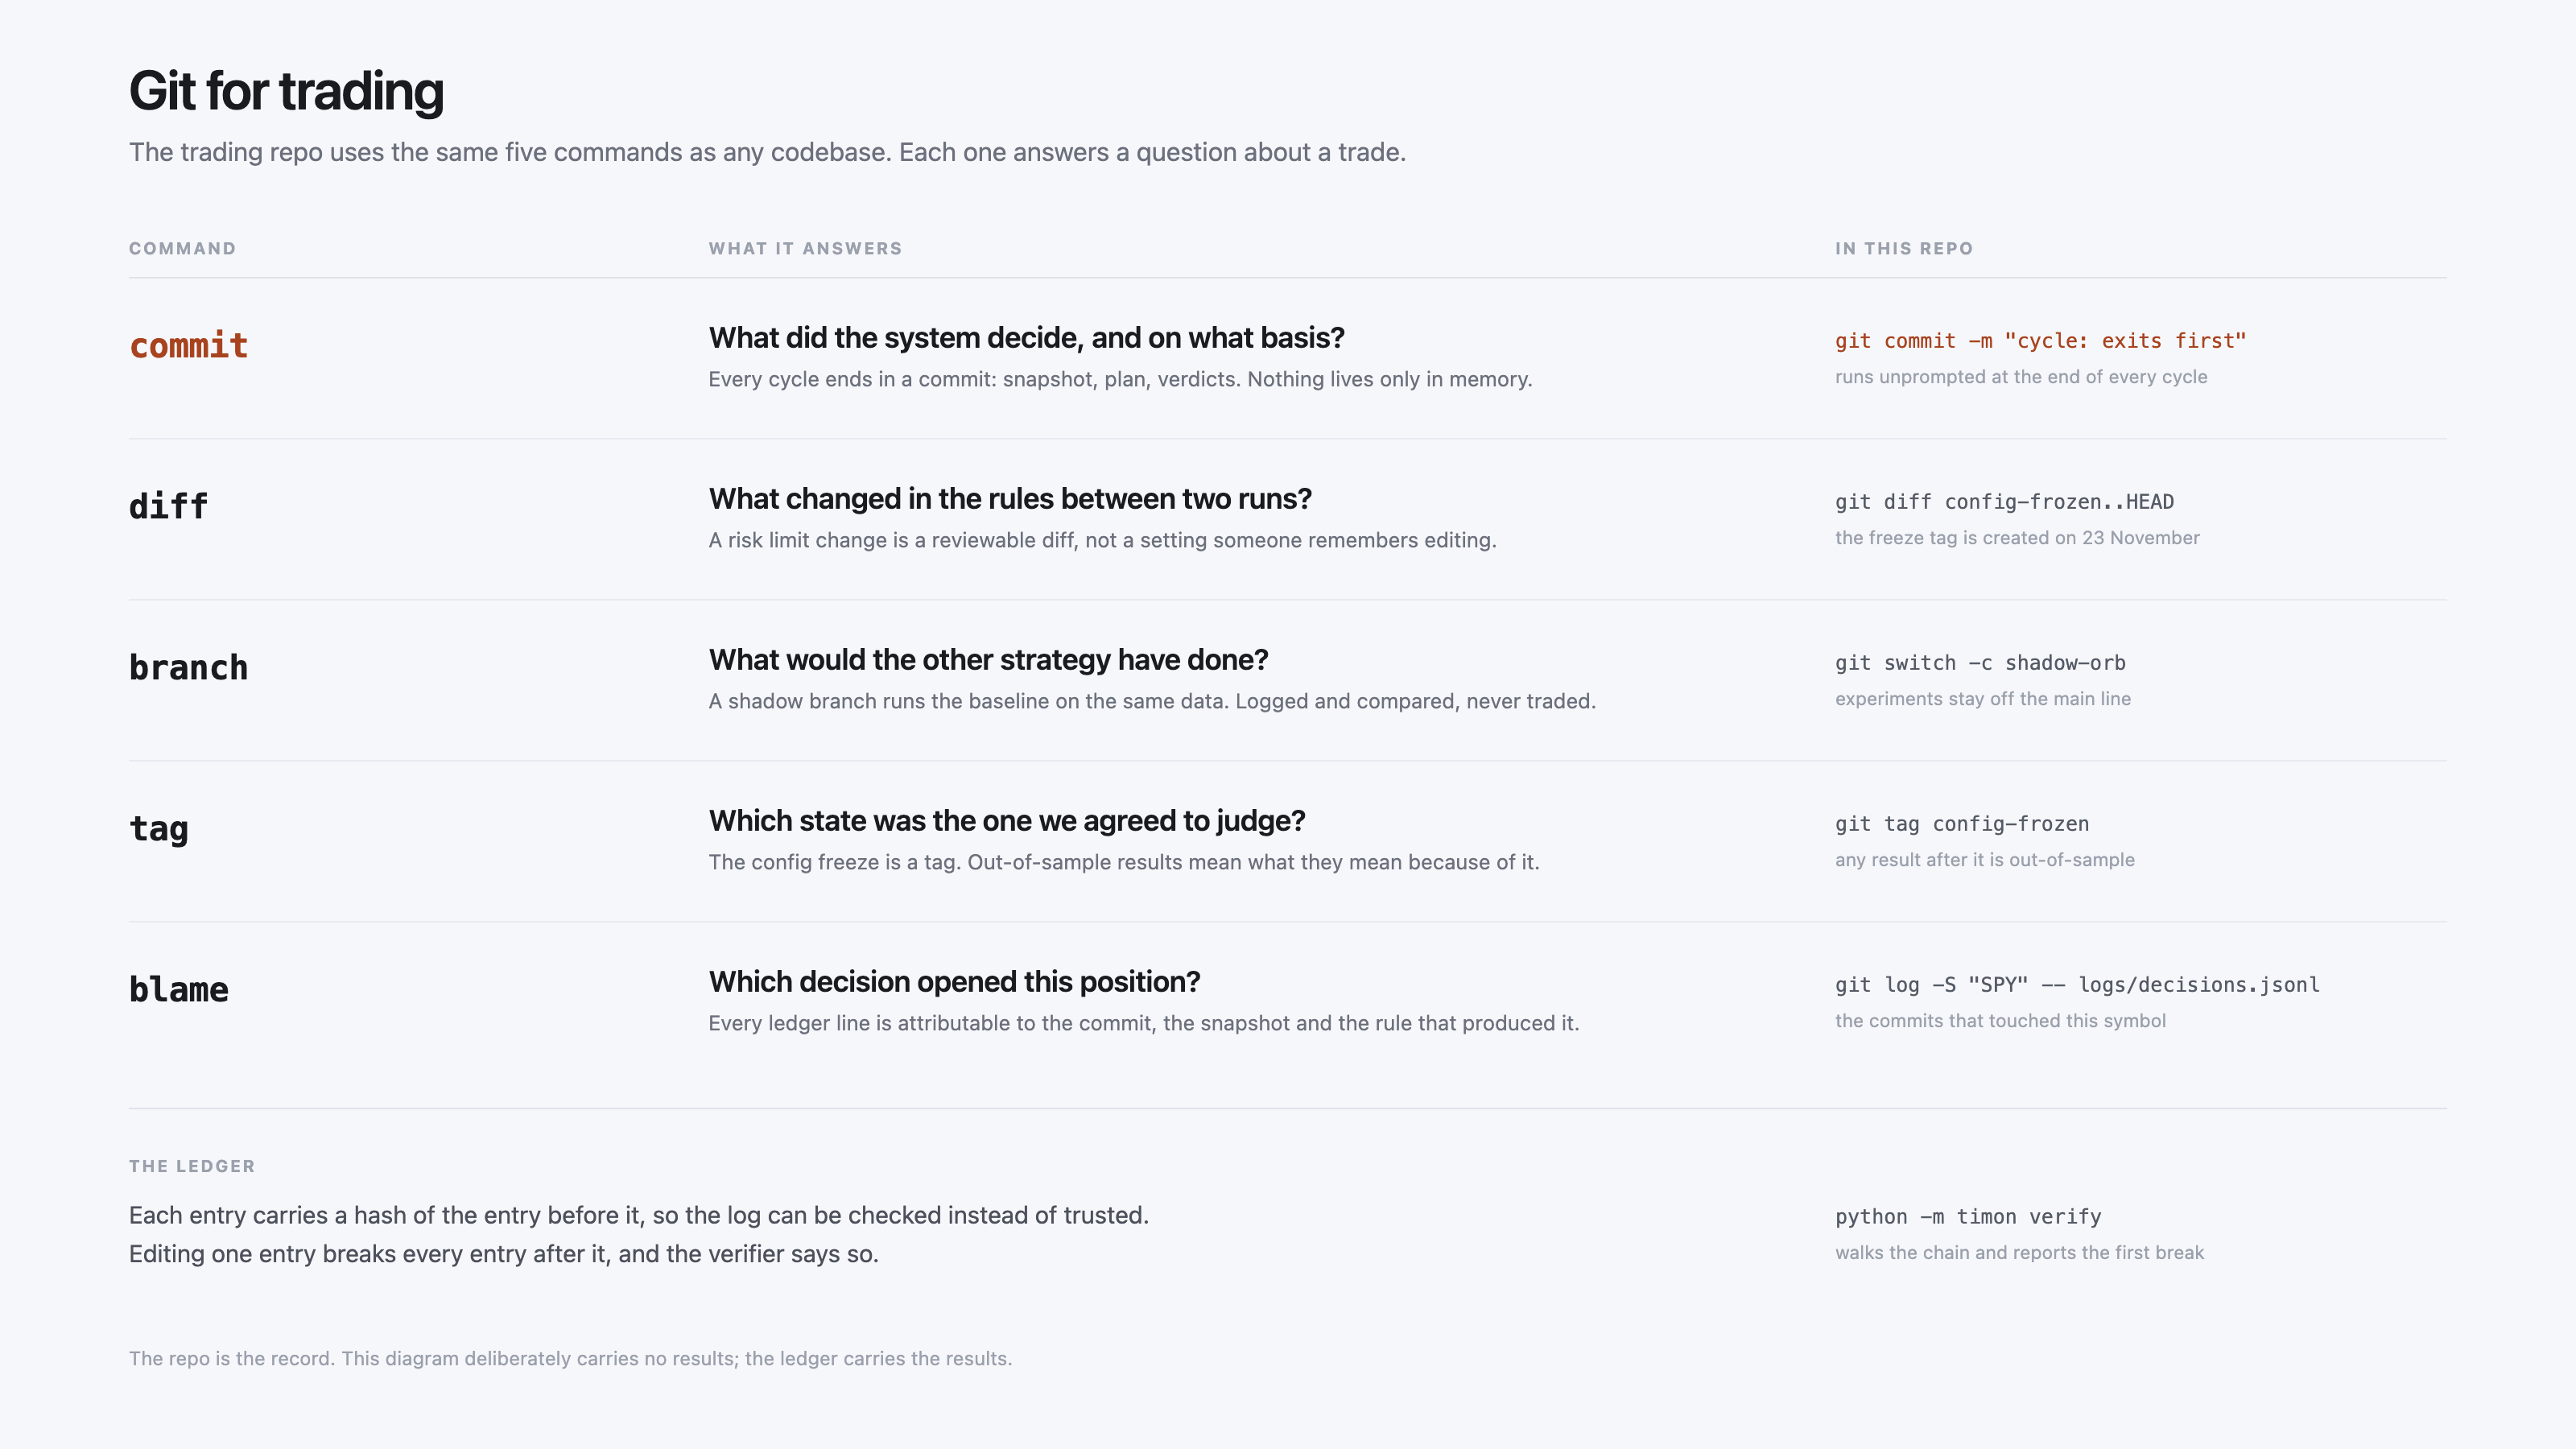 Git for trading
The trading repo uses the same five commands as any codebase. Each one answers a question about a trade.
COMMAND
WHAT IT ANSWERS
IN THIS REPO
commit
What did the system decide, and on what basis?
Every cycle ends in a commit: snapshot, plan, verdicts. Nothing lives only in memory.
git commit -m "cycle: exits first"
runs unprompted at the end of every cycle
diff
What changed in the rules between two runs?
A risk limit change is a reviewable diff, not a setting someone remembers editing.
git diff config-frozen..HEAD
the freeze tag is created on 23 November
branch
What would the other strategy have done?
A shadow branch runs the baseline on the same data. Logged and compared, never traded.
git switch -c shadow-orb
experiments stay off the main line
tag
Which state was the one we agreed to judge?
The config freeze is a tag. Out-of-sample results mean what they mean because of it.
git tag config-frozen
any result after it is out-of-sample
blame
Which decision opened this position?
Every ledger line is attributable to the commit, the snapshot and the rule that produced it.
git log -S "SPY" -- logs/decisions.jsonl
the commits that touched this symbol
THE LEDGER
Each entry carries a hash of the entry before it, so the log can be checked instead of trusted.
Editing one entry breaks every entry after it, and the verifier says so.
python -m timon verify
walks the chain and reports the first break
The repo is the record. This diagram deliberately carries no results; the ledger carries the results.